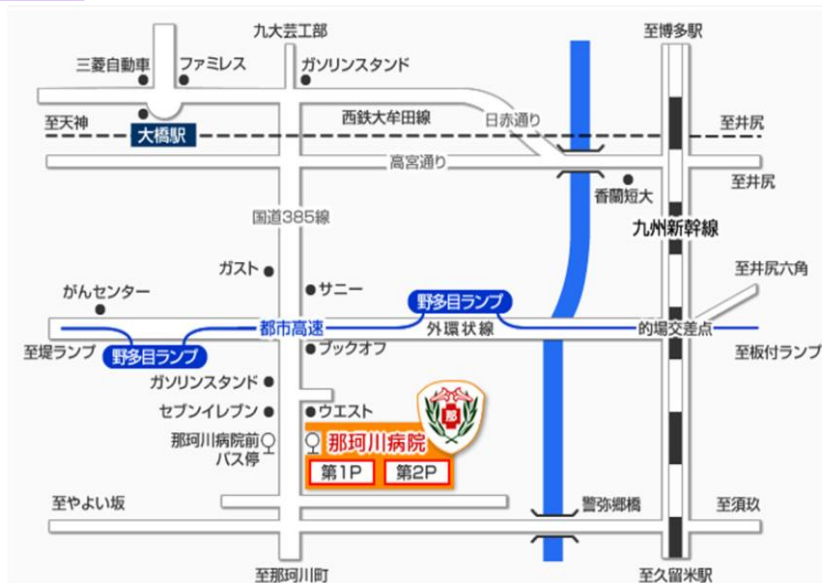 九大芸工部
至博多駅
三菱自動車
ファミレス
ガソリンスタンド
至天神
大橋駅
西鉄大牟田線
日赤通り
至井尻
高宮通り
至井尻
香蘭短大
国道385線
九州新幹線
ガスト
サニー
至井尻六角
がんセンター
野多目ランプ
都市高速
外環状線
的場交差点
至堤ランプ
野多目ランプ
ブックオフ
至板付ランプ
ガソリンスタンド
セブンイレブン
ウエスト
那
那珂川病院前
バス停
那珂川病院
第1P
第2P
至やよい坂
警弥郷橋
至須玖
至那珂川町
至久留米駅